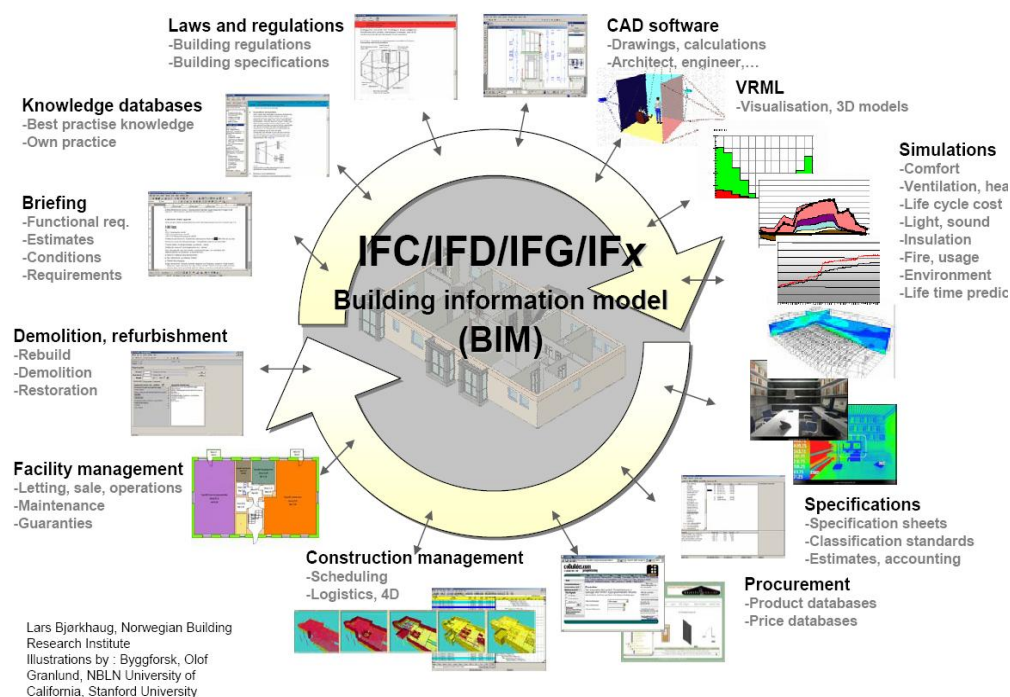 Laws and regulations
-Building regulations
-Building specifications
CAD software
-Drawings, calculations
-Architect, engineer,...
VRML
-Visualisation, 3D models
Knowledge databases
-Best practise knowledge
-Own practice
Simulations
-Comfort
-Ventilation, hea
-Life cycle cost
-Light, sound
-Insulation
-Fire, usage
-Environment
-Life time predic
Briefing
-Functional req.
-Estimates
-Conditions
-Requirements
IFC/IFD/IFG/IFx
Building information model
(BIM)
Demolition, refurbishment
-Rebuild
-Demolition
-Restoration
Facility management
-Letting, sale, operations
-Maintenance
-Guaranties
Specifications
-Specification sheets
-Classification standards
-Estimates, accounting
Construction management
-Scheduling
-Logistics, 4D
Procurement
-Product databases
-Price databases
Lars Bjørkhaug, Norwegian Building
Research Institute
Illustrations by : Byggforsk, Olof
Granlund, NBLN University of
California, Stanford University